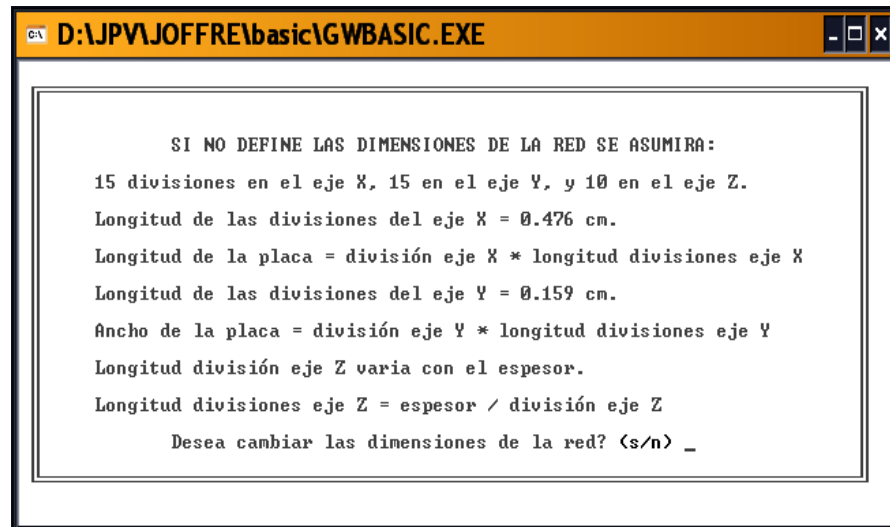 D:\JPV\JOFFRE\basic\GWBASIC.EXE
SI NO DEFINE LAS DIMENSIONES DE LA RED SE ASUMIRA:
15 divisiones en el eje X, 15 en el eje Y, y 10 en el eje Z.
Longitud de las divisiones del eje X = 0.476 cm.
Longitud de la placa = división eje X * longitud divisiones eje X
Longitud de las divisiones del eje Y = 0.159 cm.
Ancho de la placa = división eje Y * longitud divisiones eje Y
Longitud división eje Z varia con el espesor.
Longitud divisiones eje Z = espesor / división eje Z
Desea cambiar las dimensiones de la red? (s/n) _